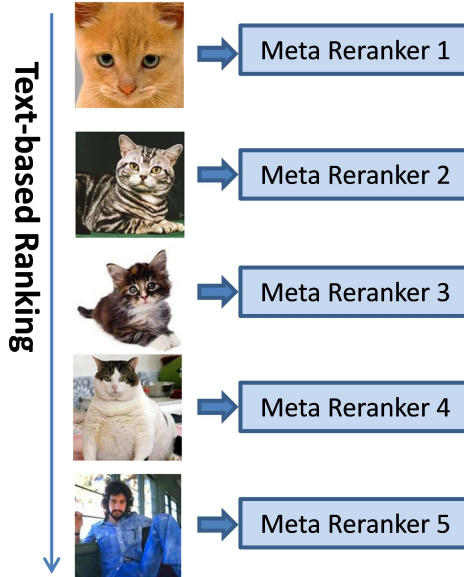 Text-based Ranking
Meta Reranker 1
Meta Reranker 2
Meta Reranker 3
Meta Reranker 4
Meta Reranker 5